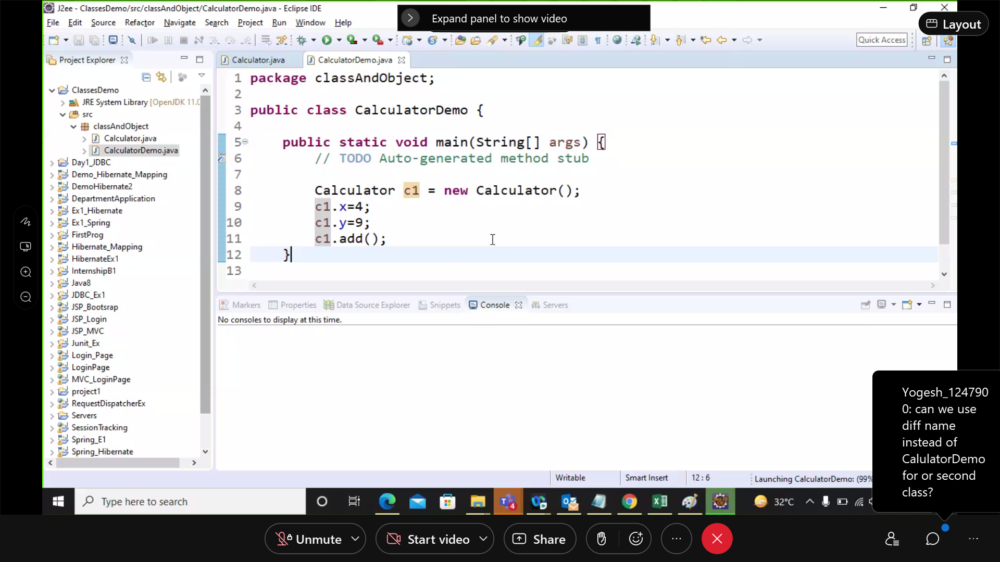 J2ee - ClassesDemo/src/classAndObject/CalculatorDemo.java - Eclipse IDE
Expand panel to show video
Layout
File Edit Source Refactor Navigate Search Project Run Window Help
Quick Access
Project Explorer
Calculator.java
CalculatorDemo.java
ClassesDemo
JRE System Library [OpenJDK 11.0
src
classAndObject
Calculator.java
CalculatorDemo.java
Day1_JDBC
Demo_Hibernate_Mapping
DemoHibernate2
DepartmentApplication
Ex1_Hibernate
Ex1_Spring
FirstProg
Hibernate_Mapping
HibernateEx1
InternshipB1
Java8
JDBC_Ex1
JSP_Bootsrap
JSP_Login
JSP_MVC
Junit_Ex
Login_Page
LoginPage
MVC_LoginPage
project1
RequestDispatcherEx
Servers
SessionTracking
Spring_E1
Spring_Hibernate
1 package classAndObject;
2
3 public class CalculatorDemo {
4
5 public static void main(String[] args) {
6 // TODO Auto-generated method stub
7
8 Calculator c1 = new Calculator();
9 c1.x=4;
10 c1.y=9;
11 c1.add();
12 }
13
Markers Properties Data Source Explorer Snippets Console Servers
No consoles to display at this time.
Writable Smart Insert 12 : 6 Launching CalculatorDemo: (99%
Yogesh_124790
0: can we use
diff name
instead of
CalulatorDemo
for or second
class?
Type here to search
4
32°C
Unmute
Start video
Share